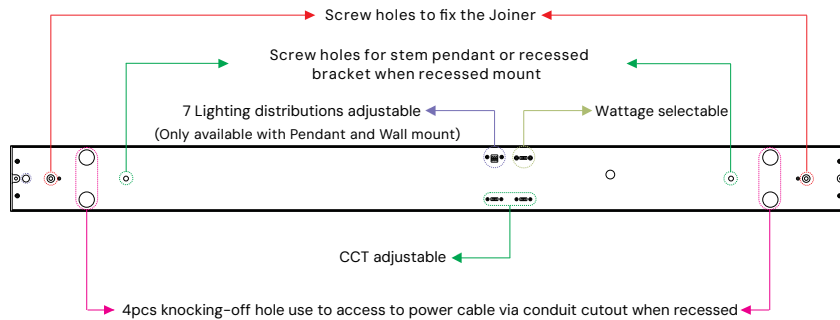 Screw holes to fix the Joiner
Screw holes for stem pendant or recessed
bracket when recessed mount
7 Lighting distributions adjustable
Wattage selectable
(Only available with Pendant and Wall mount)
CCT adjustable
4pcs knocking-off hole use to access to power cable via conduit cutout when recessed